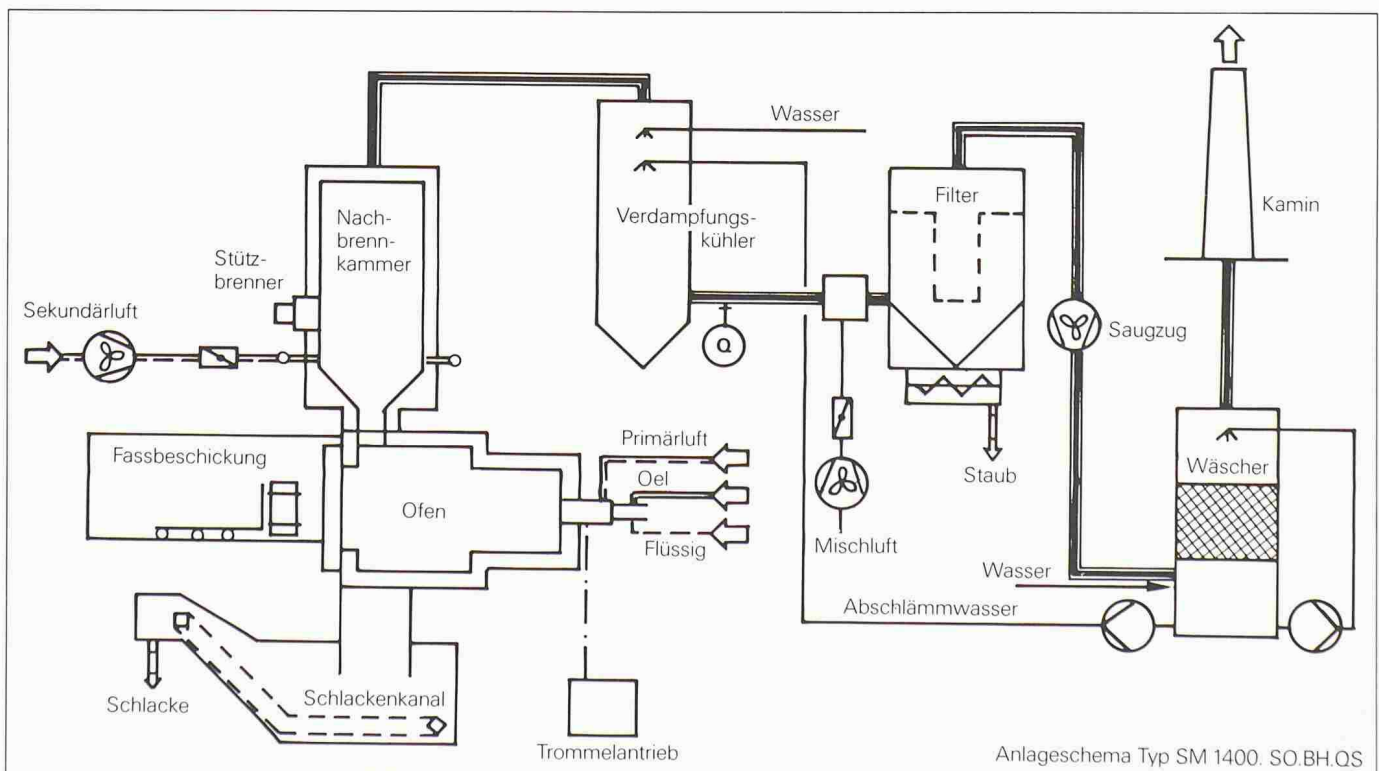 Wasser
Nach-
brenn-
kammer
Verdampfungs-
kühler
Filter
Kamin
Stütz-
brenner
Sekundärluft
Q
Saugzug
Fassbeschickung
Primärluft
Oel
Flüssig
Ofen
Staub
Wäscher
Mischluft
Wasser
Abschlämmwasser
Schlacke
Schlackenkanal
Trommelantrieb
Anlageschema Typ SM 1400. SO.BH.QS